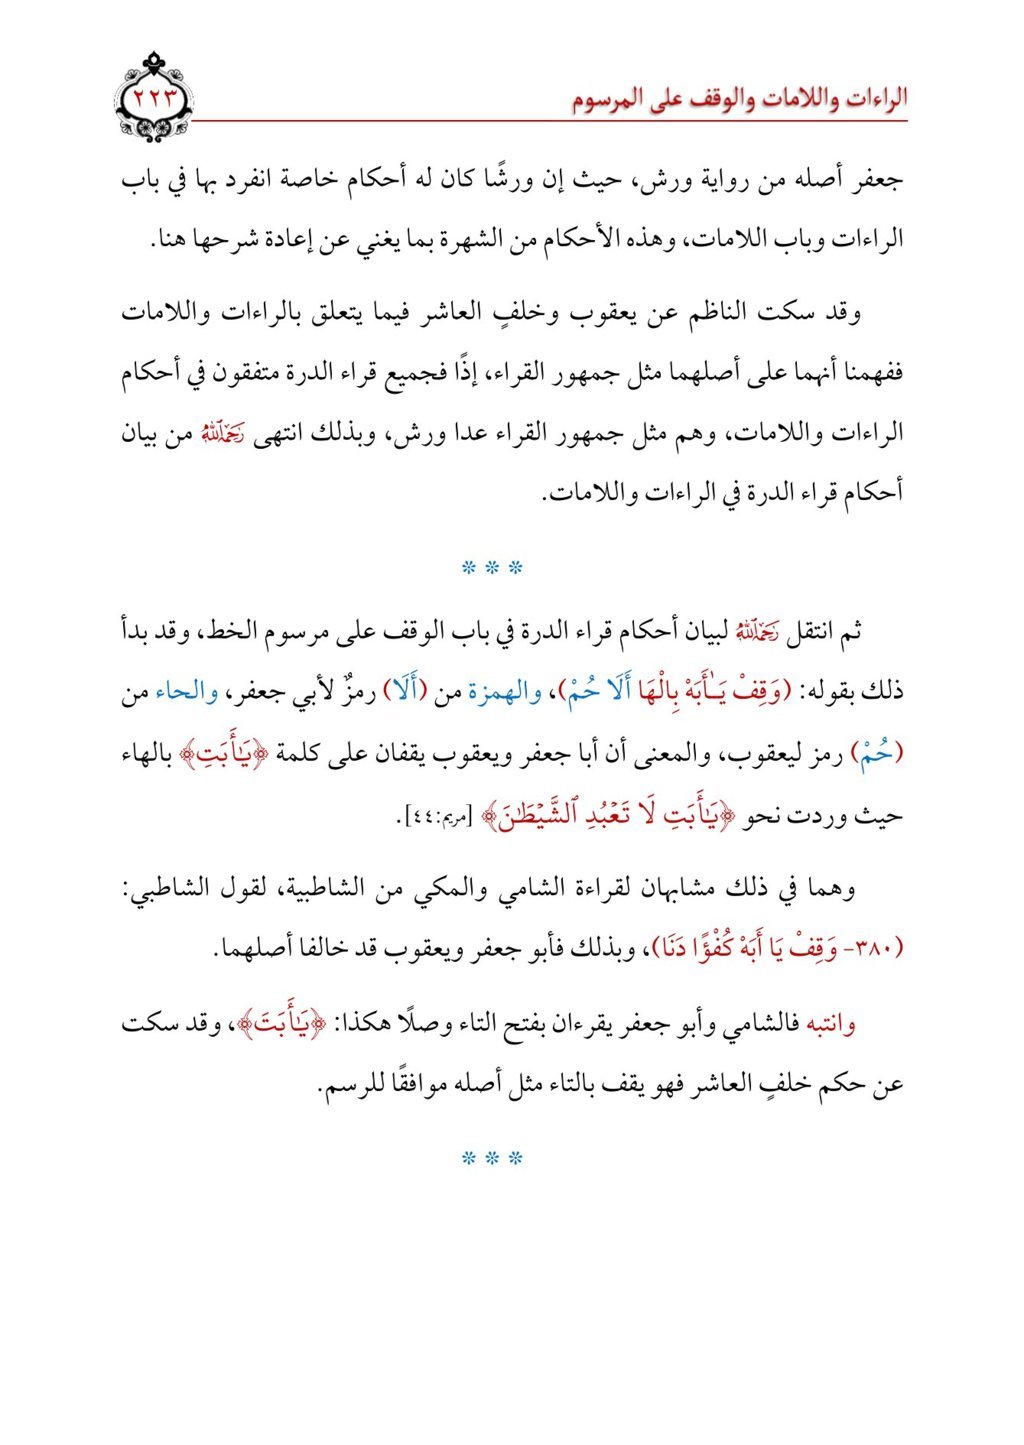 الراءات واللامات والوقف على المرسوم
٢٢٣
جعفر أصله من رواية ورش، حيث إن ورشًا كان له أحكام خاصة انفرد بها في باب
الراءات وباب اللامات، وهذه الأحكام من الشهرة بما يغني عن إعادة شرحها هنا.
وقد سكت الناظم عن يعقوب وخلفٍ العاشر فيما يتعلق بالراءات واللامات
ففهمنا أنهما على أصلهما مثل جمهور القراء، إذًا فجميع قراء الدرة متفقون في أحكام
الراءات واللامات، وهم مثل جمهور القراء عدا ورش، وبذلك انتهى رَحِمَهُ ٱللَّهُ من بيان
أحكام قراء الدرة في الراءات واللامات.
* * *
ثم انتقل رَحِمَهُ ٱللَّهُ لبيان أحكام قراء الدرة في باب الوقف على مرسوم الخط، وقد بدأ
ذلك بقوله: (وَقِفْ يَـٰأَبَهْ بِالْهَا أَلَا حُمْ)، والهمزة من (أَلَا) رمزٌ لأبي جعفر، والحاء من
(حُمْ) رمز ليعقوب، والمعنى أن أبا جعفر ويعقوب يقفان على كلمة ﴿يَـٰٓأَبَتِ﴾ بالهاء
حيث وردت نحو ﴿يَـٰٓأَبَتِ لَا تَعۡبُدِ ٱلشَّيۡطَـٰنَ﴾ [مريم:٤٤].
وهما في ذلك مشابهان لقراءة الشامي والمكي من الشاطبية، لقول الشاطبي:
(٣٨٠- وَقِفْ يَا أَبَهْ كُفْؤًا دَنَا)، وبذلك فأبو جعفر ويعقوب قد خالفا أصلهما.
وانتبه فالشامي وأبو جعفر يقرءان بفتح التاء وصلًا هكذا: ﴿يَـٰٓأَبَتَ﴾، وقد سكت
عن حكم خلفٍ العاشر فهو يقف بالتاء مثل أصله موافقًا للرسم.
* * *